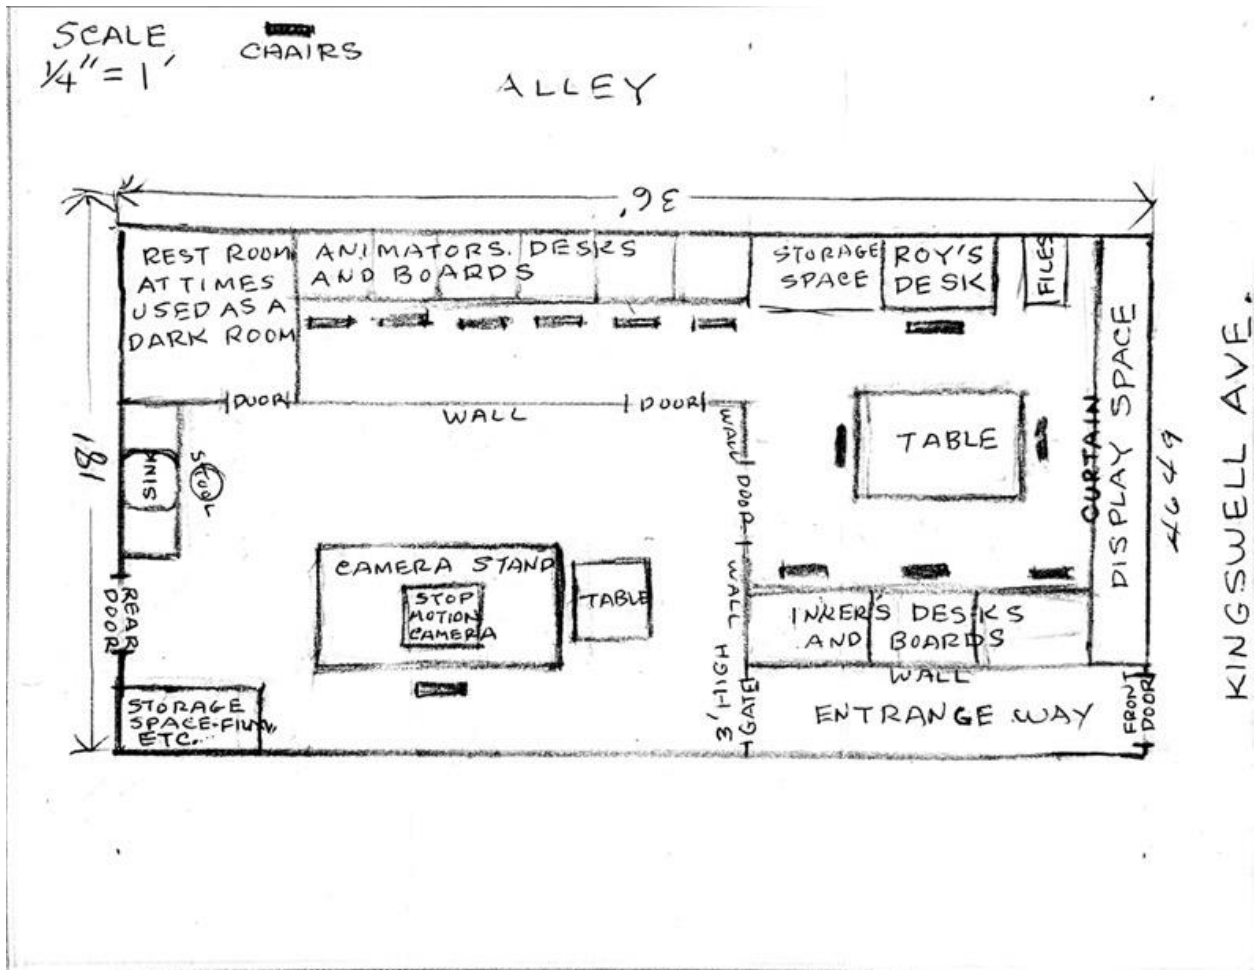 SCALE
1/4" = 1'
CHAIRS
ALLEY
36'
REST ROOM
AT TIMES
USED AS A
DARK ROOM
ANIMATORS. DESKS
AND BOARDS
STORAGE
SPACE
ROY'S
DESK
FILES
DOOR
WALL
DOOR
WALL
DOOR
WALL
3' HIGH
GATE
TABLE
CURTAIN
DISPLAY SPACE
4649
KINGSWELL AVE.
18'
SINK
STOOL
REAR
DOOR
CAMERA STAND
STOP
MOTION
CAMERA
TABLE
INKER'S DESKS
AND BOARDS
WALL
ENTRANGE WAY
FRONT
DOOR
STORAGE
SPACE-FILM,
ETC.